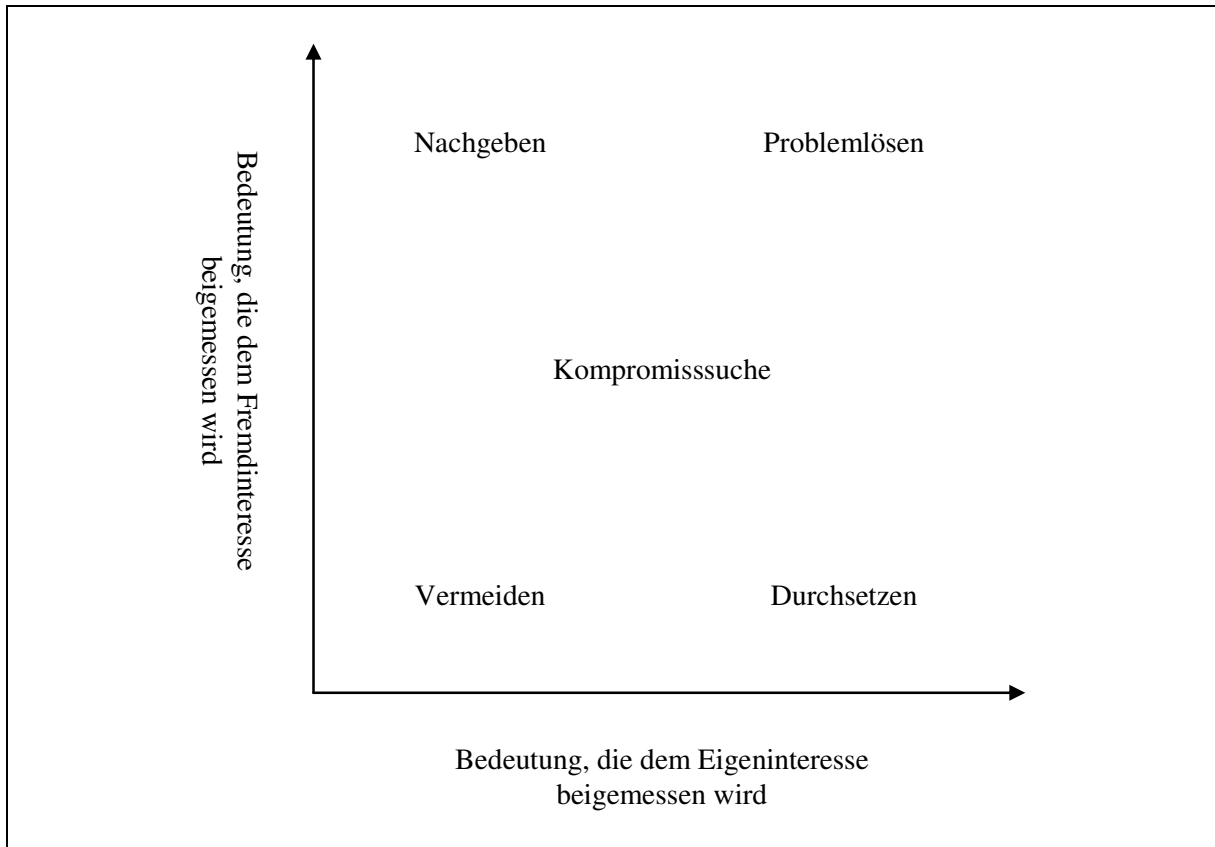 Nachgeben
Problemlösen
Bedeutung, die dem Fremdinteresse
beigemessen wird
Kompromisssuche
Vermeiden
Durchsetzen
Bedeutung, die dem Eigeninteresse
beigemessen wird